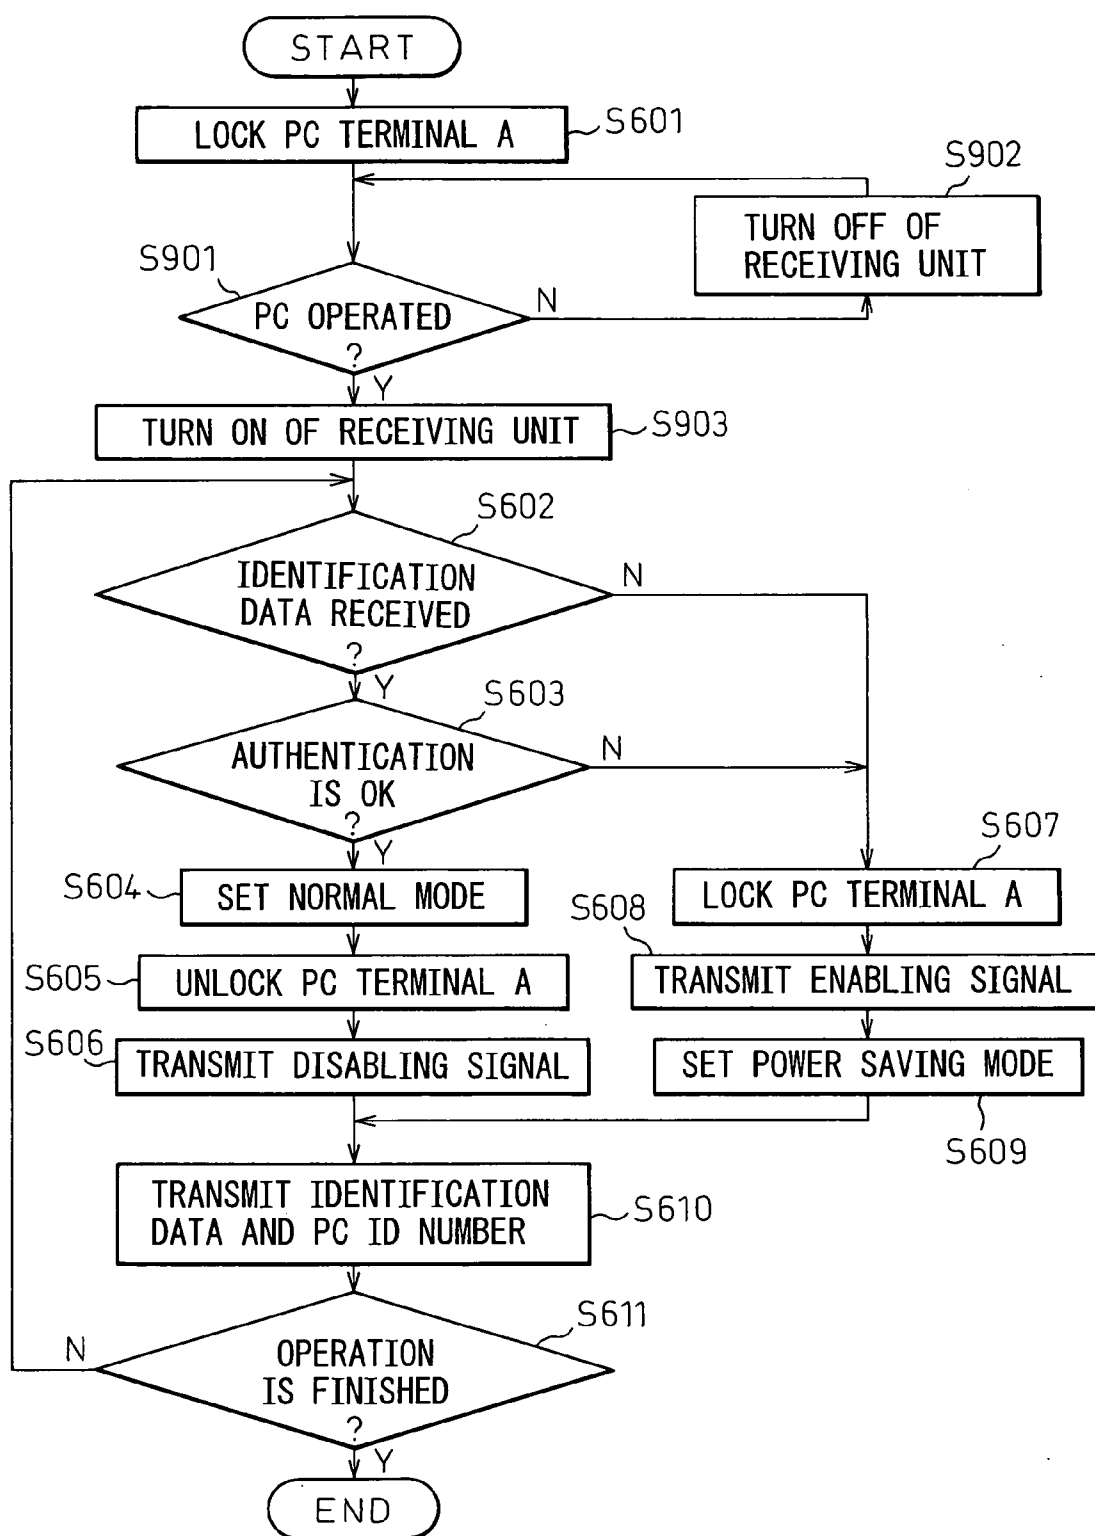 START
LOCK PC TERMINAL A
S601
S902
TURN OFF OF
RECEIVING UNIT
S901
PC OPERATED
?
N
Y
TURN ON OF RECEIVING UNIT
S903
S602
IDENTIFICATION
DATA RECEIVED
?
N
Y
S603
AUTHENTICATION
IS OK
?
N
Y
S604
SET NORMAL MODE
S607
LOCK PC TERMINAL A
S605
UNLOCK PC TERMINAL A
S608
TRANSMIT ENABLING SIGNAL
S606
TRANSMIT DISABLING SIGNAL
SET POWER SAVING MODE
S609
TRANSMIT IDENTIFICATION
DATA AND PC ID NUMBER
S610
S611
OPERATION
IS FINISHED
?
N
Y
END